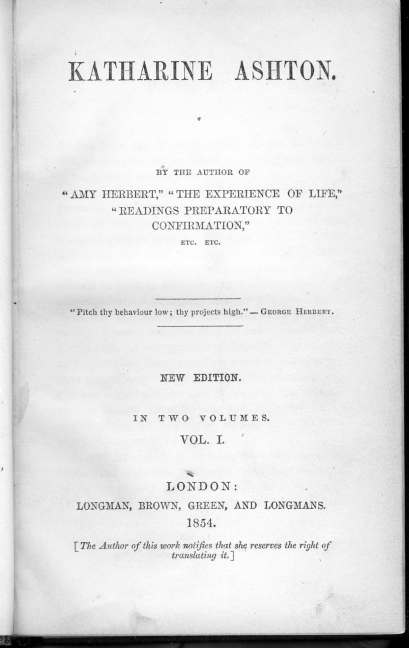 KATHARINE ASHTON.
BY THE AUTHOR OF
"AMY HERBERT," "THE EXPERIENCE OF LIFE,"
"READINGS PREPARATORY TO
CONFIRMATION,"
ETC. ETC.
"Pitch thy behaviour low; thy projects high."—GEORGE HERBERT.
NEW EDITION.
IN TWO VOLUMES.
VOL. I.
LONDON:
LONGMAN, BROWN, GREEN, AND LONGMANS.
1854.
[The Author of this work notifies that she reserves the right of
translating it.]